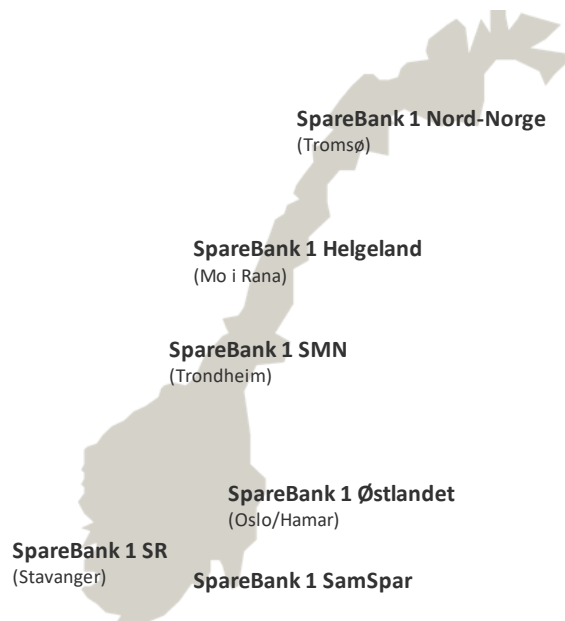 SpareBank 1 Nord-Norge
(Tromsø)
SpareBank 1 Helgeland
(Mo i Rana)
SpareBank 1 SMN
(Trondheim)
SpareBank 1 Østlandet
(Oslo/Hamar)
SpareBank 1 SR
(Stavanger)
SpareBank 1 SamSpar